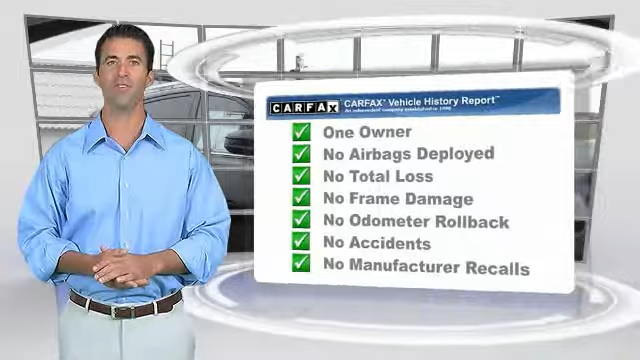 CARFAX CARFAX® Vehicle History Report™
An independent company established in 1986
One Owner
No Airbags Deployed
No Total Loss
No Frame Damage
No Odometer Rollback
No Accidents
No Manufacturer Recalls